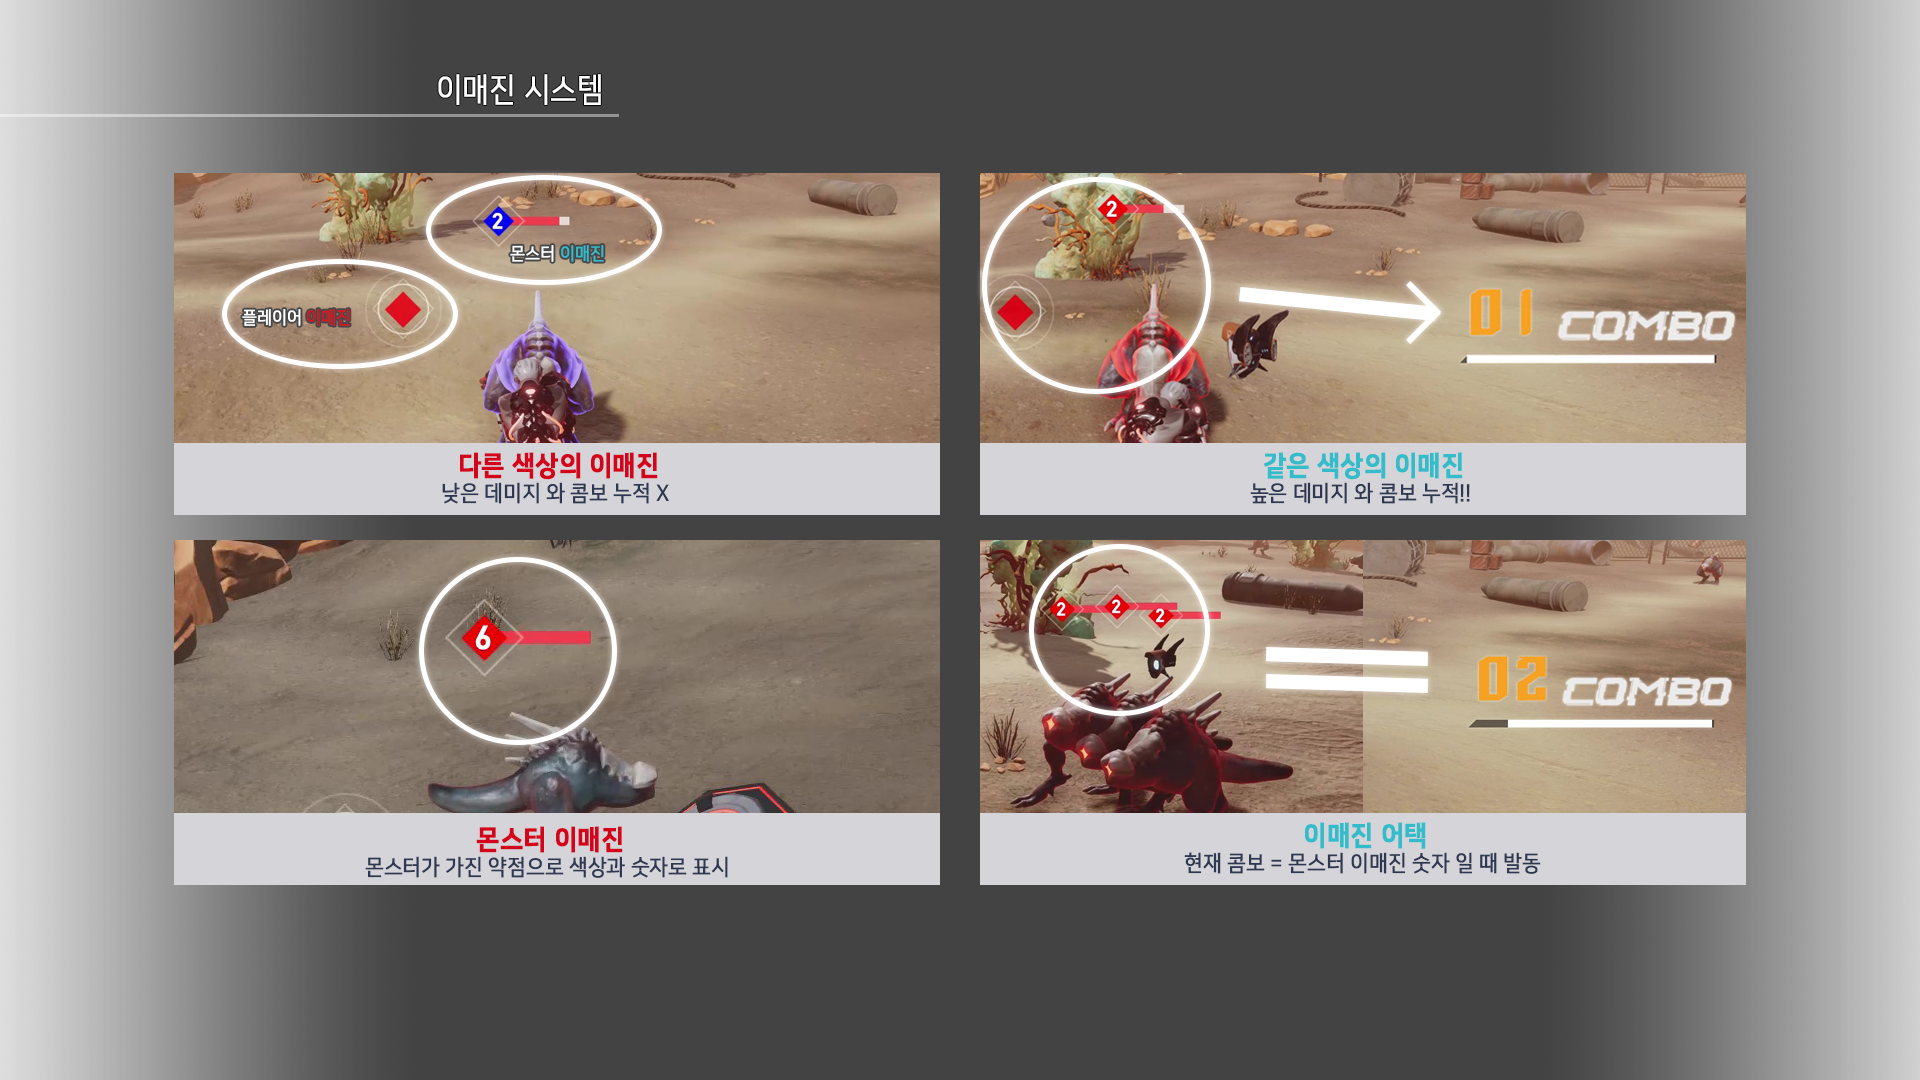 이매진 시스템
2
몬스터 이매진
플레이어 이매진
다른 색상의 이매진
낮은 데미지 와 콤보 누적 X
2
01 COMBO
같은 색상의 이매진
높은 데미지 와 콤보 누적!!
6
몬스터 이매진
몬스터가 가진 약점으로 색상과 숫자로 표시
2 2 2
02 COMBO
이매진 어택
현재 콤보 = 몬스터 이매진 숫자 일 때 발동